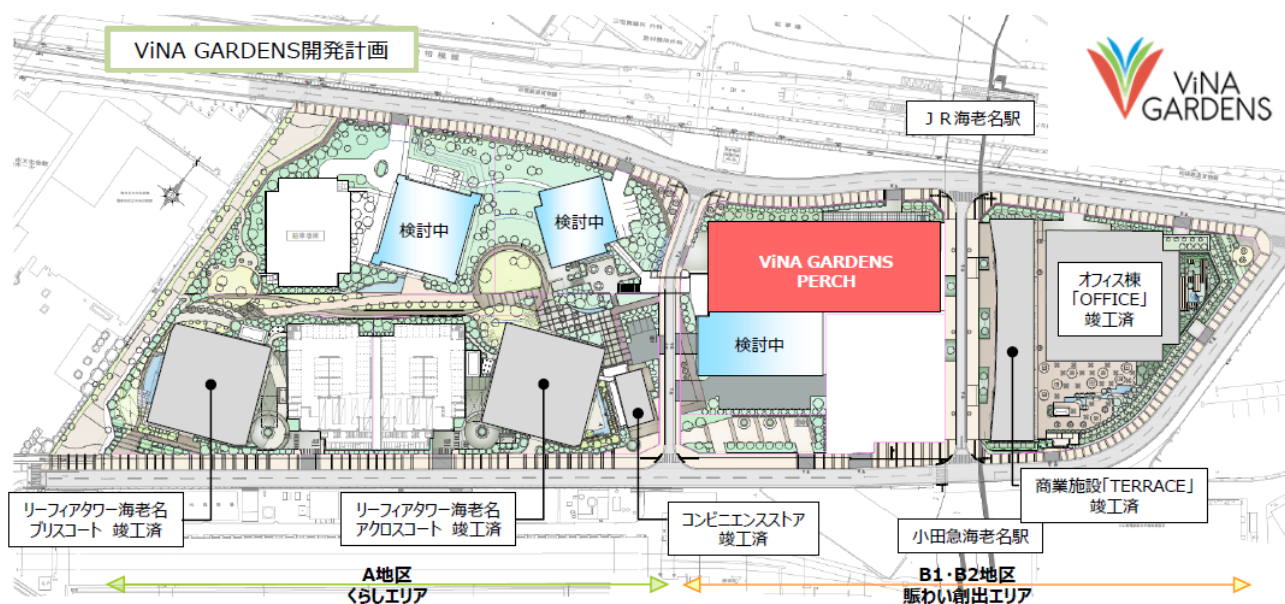 ViNA GARDENS開発計画
ViNA
GARDENS
JR海老名駅
駐車場棟
検討中
検討中
ViNA GARDENS
PERCH
検討中
オフィス棟
「OFFICE」
竣工済
リーフィアタワー海老名
ブリスコート 竣工済
リーフィアタワー海老名
アクロスコート 竣工済
コンビニエンスストア
竣工済
小田急海老名駅
商業施設「TERRACE」
竣工済
A地区
くらしエリア
B1・B2地区
賑わい創出エリア